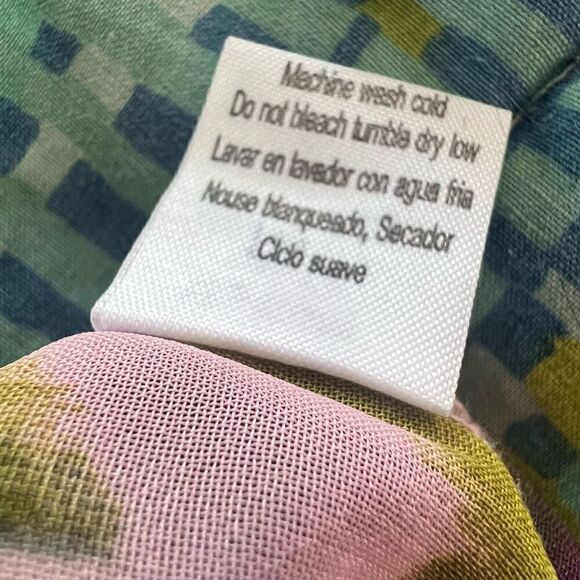 Machine wash cold
Do not bleach tumble dry low
Lavar en lavador con agua fria
Nouse blanqueado, Secador
Ciclo suave